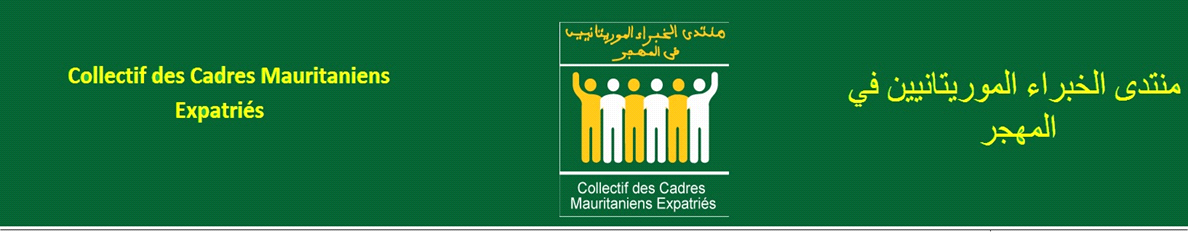 Collectif des Cadres Mauritaniens
Expatriés
منتدى الخبراء الموريتانيين
في المهجر
Collectif des Cadres
Mauritaniens Expatriés
منتدى الخبراء الموريتانيين في
المهجر